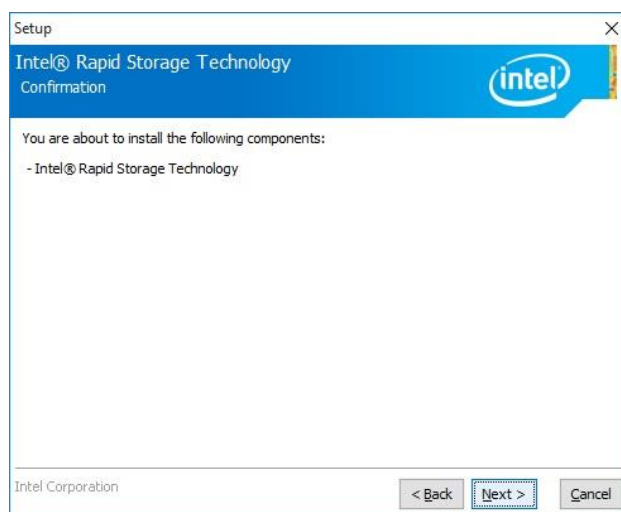 Setup
Intel® Rapid Storage Technology
Confirmation
intel
You are about to install the following components:
- Intel® Rapid Storage Technology
Intel Corporation
< Back
Next >
Cancel